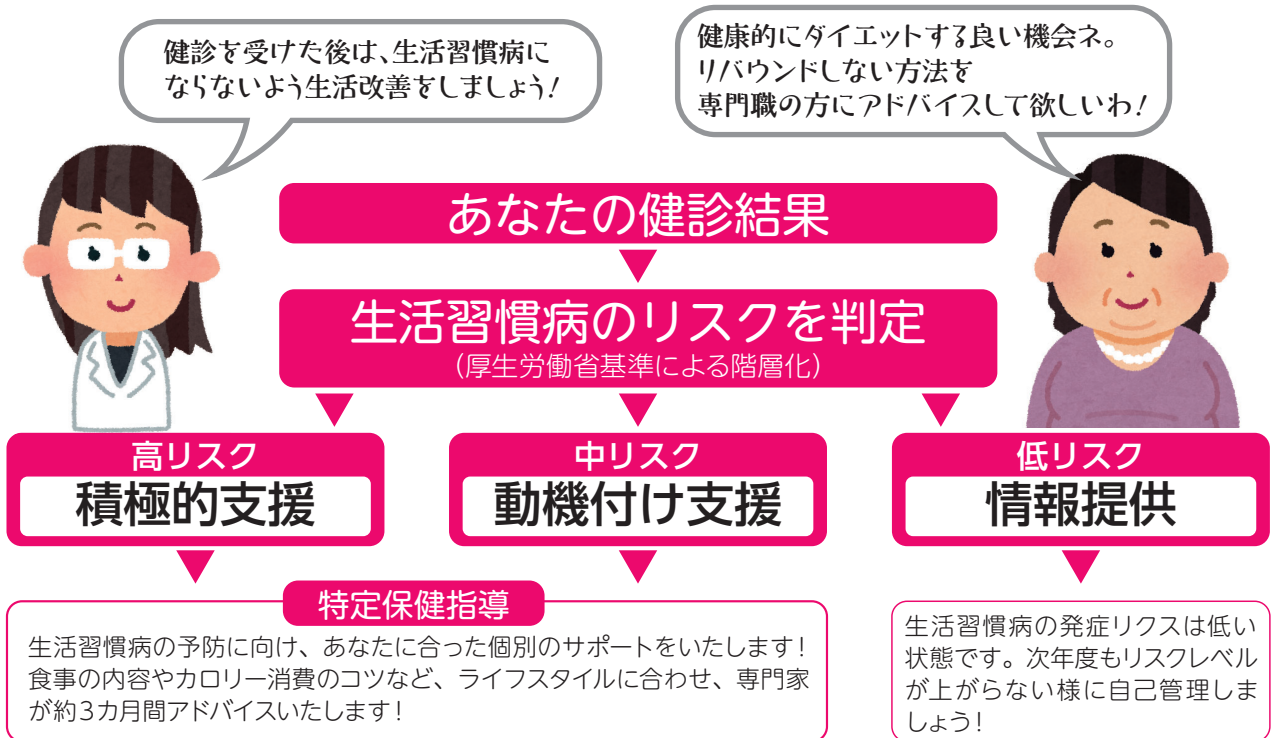 健診を受けた後は、生活習慣病に
ならないよう生活改善をしましょう！
健康的にダイエットする良い機会ネ。
リバウンドしない方法を
専門職の方にアドバイスして欲しいわ！
あなたの健診結果
生活習慣病のリスクを判定
（厚生労働省基準による階層化）
高リスク
積極的支援
中リスク
動機付け支援
低リスク
情報提供
特定保健指導
生活習慣病の予防に向け、あなたに合った個別のサポートをいたします！
食事の内容やカロリー消費のコツなど、ライフスタイルに合わせ、専門家
が約3カ月間アドバイスいたします！
生活習慣病の発症リクスは低い
状態です。次年度もリスクレベル
が上がらない様に自己管理しま
しょう！